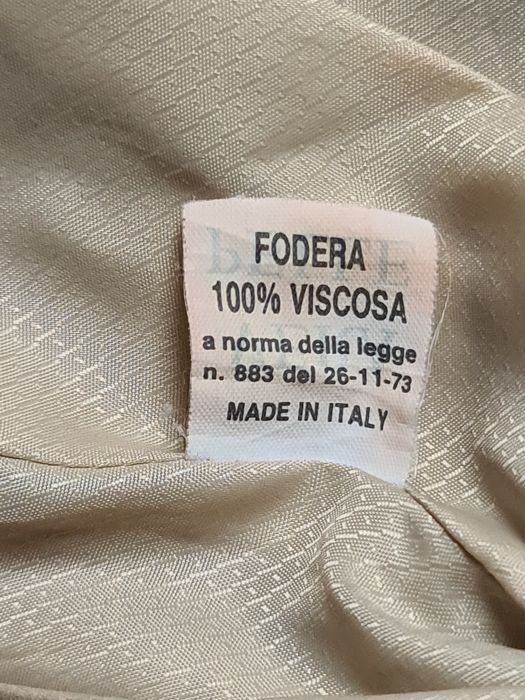 FODERA
100% VISCOSA
a norma della legge
n. 883 del 26-11-73
MADE IN ITALY